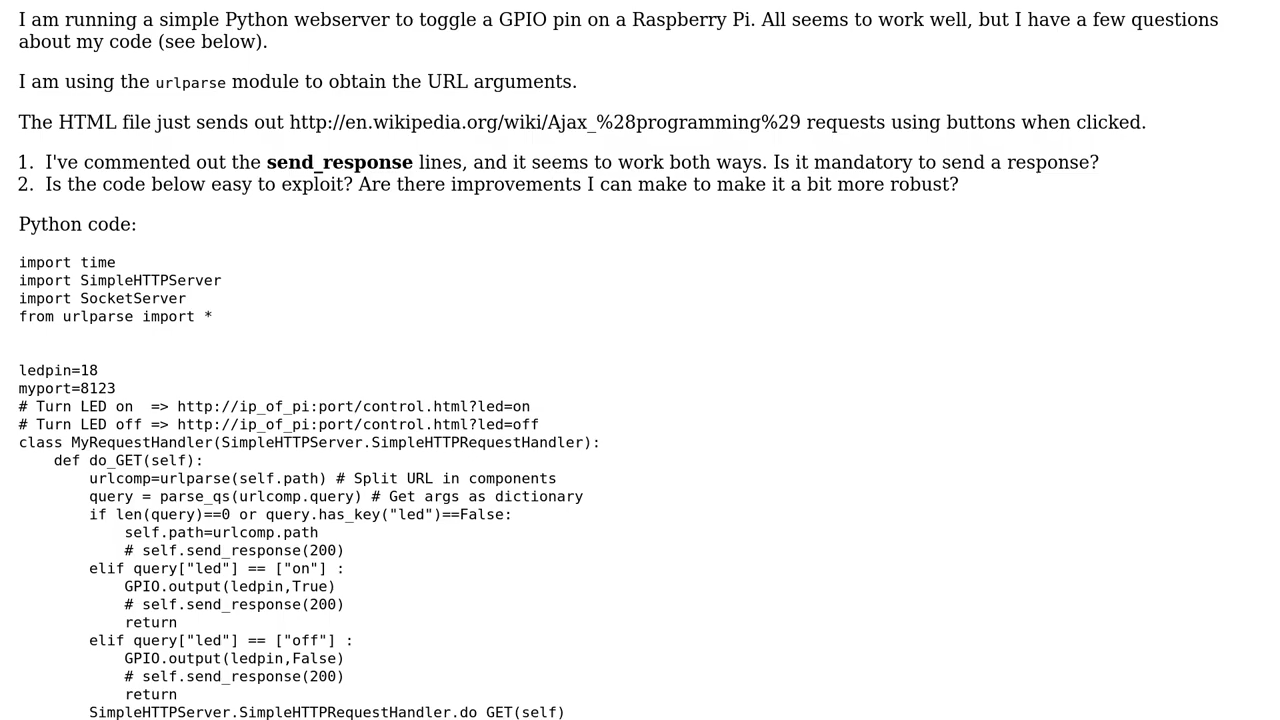 I am running a simple Python webserver to toggle a GPIO pin on a Raspberry Pi. All seems to work well, but I have a few questions
about my code (see below).
I am using the urlparse module to obtain the URL arguments.
The HTML file just sends out http://en.wikipedia.org/wiki/Ajax_%28programming%29 requests using buttons when clicked.
1. I've commented out the send_response lines, and it seems to work both ways. Is it mandatory to send a response?
2. Is the code below easy to exploit? Are there improvements I can make to make it a bit more robust?
Python code:
import time
import SimpleHTTPServer
import SocketServer
from urlparse import *
ledpin=18
myport=8123
# Turn LED on  => http://ip_of_pi:port/control.html?led=on
# Turn LED off => http://ip_of_pi:port/control.html?led=off
class MyRequestHandler(SimpleHTTPServer.SimpleHTTPRequestHandler):
    def do_GET(self):
        urlcomp=urlparse(self.path) # Split URL in components
        query = parse_qs(urlcomp.query) # Get args as dictionary
        if len(query)==0 or query.has_key("led")==False:
            self.path=urlcomp.path
            # self.send_response(200)
        elif query["led"] == ["on"] :
            GPIO.output(ledpin,True)
            # self.send_response(200)
            return
        elif query["led"] == ["off"] :
            GPIO.output(ledpin,False)
            # self.send_response(200)
            return
        SimpleHTTPServer.SimpleHTTPRequestHandler.do GET(self)